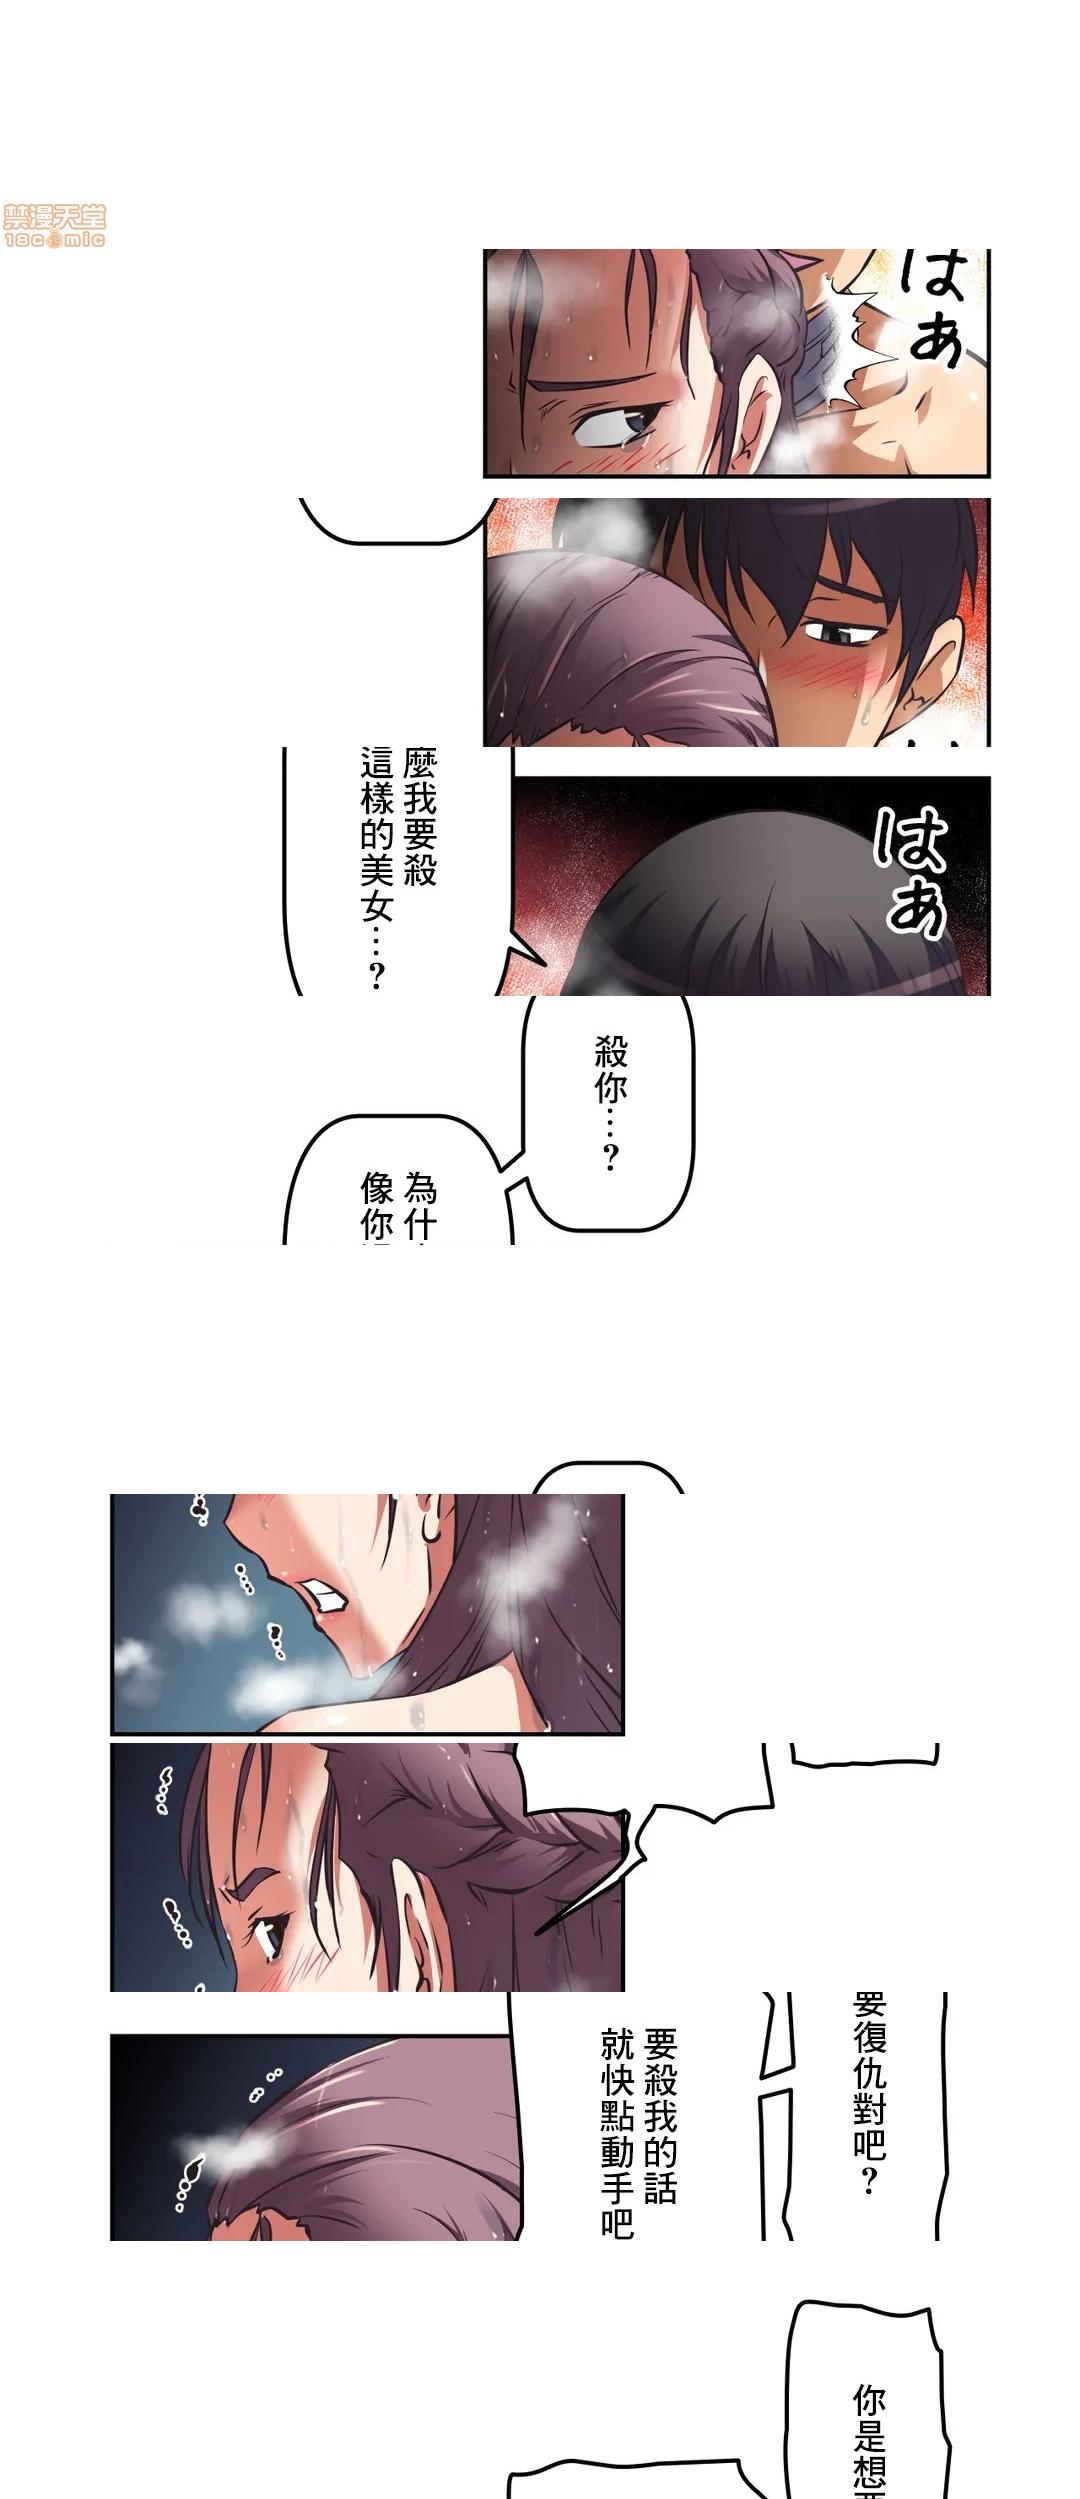 禁漫天堂
18comic
はぁ
麼我要殺
這樣的美女…？
はぁ
殺你…？
為什
像你
要復仇對吧？
要殺我的話
就快點動手吧
你是想